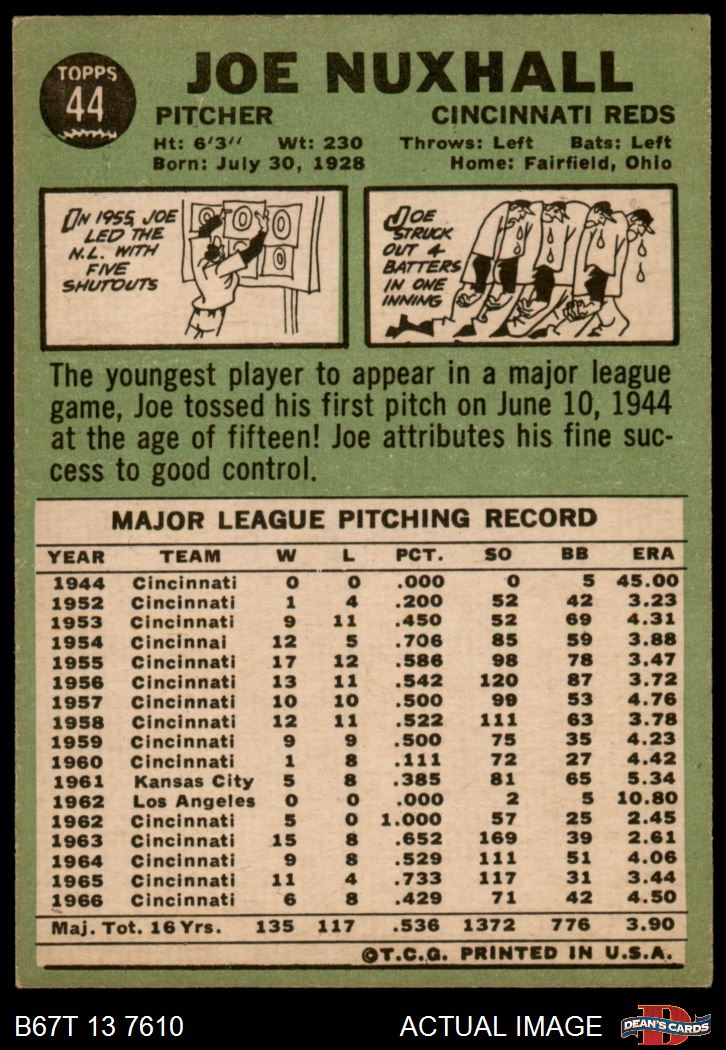 TOPPS
44
JOE NUXHALL
PITCHER CINCINNATI REDS
Ht: 6'3" Wt: 230 Throws: Left Bats: Left
Born: July 30, 1928 Home: Fairfield, Ohio
IN 1955, JOE
LED THE
N.L. WITH
FIVE
SHUTOUTS
0 0 0
0 0 0
JOE
STRUCK
OUT 4
BATTERS
IN ONE
INNING
The youngest player to appear in a major league
game, Joe tossed his first pitch on June 10, 1944
at the age of fifteen! Joe attributes his fine suc-
cess to good control.
MAJOR LEAGUE PITCHING RECORD
YEAR TEAM W L PCT. SO BB ERA
1944 Cincinnati 0 0 .000 0 5 45.00
1952 Cincinnati 1 4 .200 52 42 3.23
1953 Cincinnati 9 11 .450 52 69 4.31
1954 Cincinnai 12 5 .706 85 59 3.88
1955 Cincinnati 17 12 .586 98 78 3.47
1956 Cincinnati 13 11 .542 120 87 3.72
1957 Cincinnati 10 10 .500 99 53 4.76
1958 Cincinnati 12 11 .522 111 63 3.78
1959 Cincinnati 9 9 .500 75 35 4.23
1960 Cincinnati 1 8 .111 72 27 4.42
1961 Kansas City 5 8 .385 81 65 5.34
1962 Los Angeles 0 0 .000 2 5 10.80
1962 Cincinnati 5 0 1.000 57 25 2.45
1963 Cincinnati 15 8 .652 169 39 2.61
1964 Cincinnati 9 8 .529 111 51 4.06
1965 Cincinnati 11 4 .733 117 31 3.44
1966 Cincinnati 6 8 .429 71 42 4.50
Maj. Tot. 16 Yrs. 135 117 .536 1372 776 3.90
©T.C.G. PRINTED IN U.S.A.
B67T 13 7610 ACTUAL IMAGE
D
DEAN'S CARDS